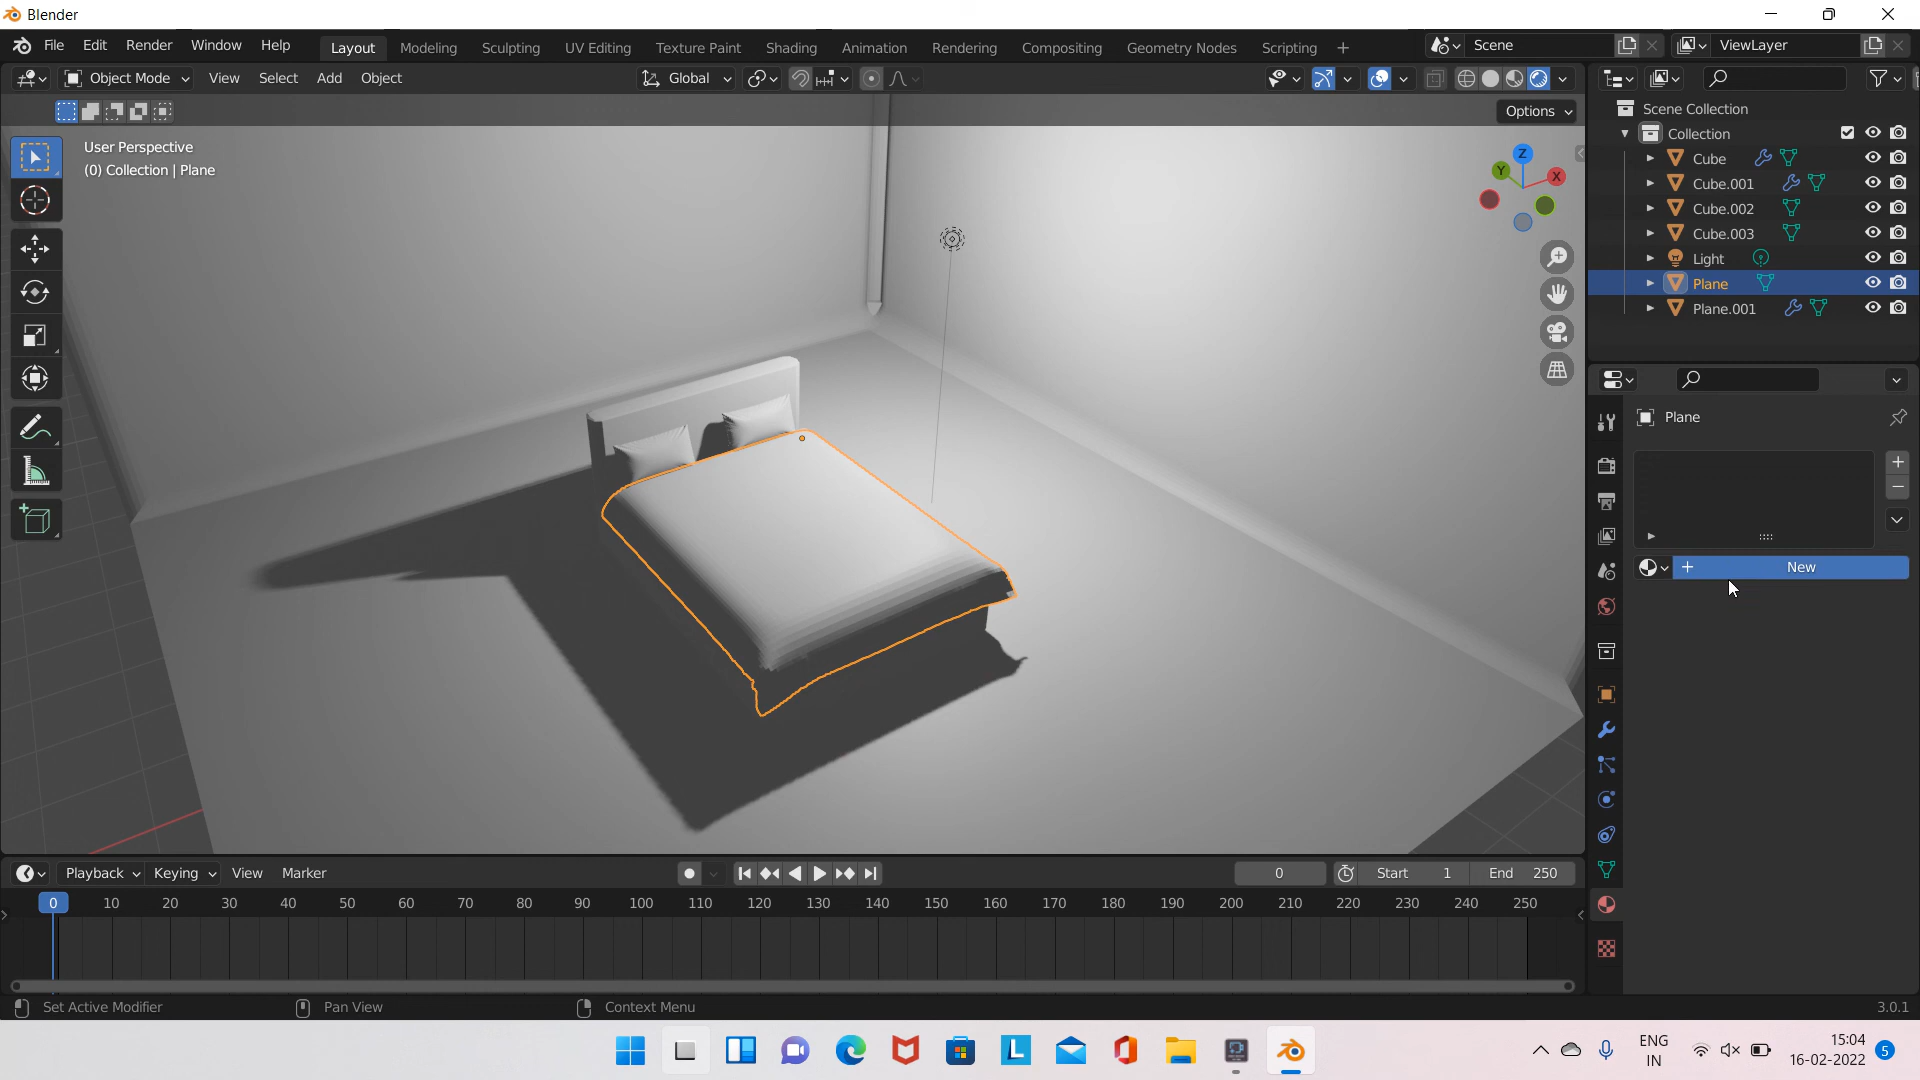 Blender
File Edit Render Window Help Layout Modeling Sculpting UV Editing Texture Paint Shading Animation Rendering Compositing Geometry Nodes Scripting + Scene ViewLayer
Object Mode View Select Add Object Global
Options
User Perspective
(0) Collection | Plane
Z
Y
X
Scene Collection
Collection
Cube
Cube.001
Cube.002
Cube.003
Light
Plane
Plane.001
Plane
+ New
Playback Keying View Marker 0 Start 1 End 250
0 10 20 30 40 50 60 70 80 90 100 110 120 130 140 150 160 170 180 190 200 210 220 230 240 250
Set Active Modifier Pan View Context Menu 3.0.1
ENG
IN
15:04
16-02-2022
5